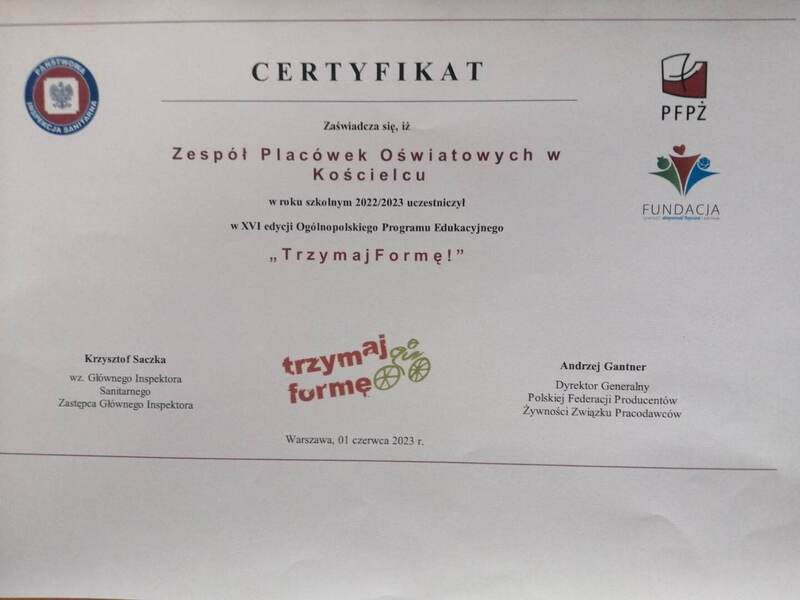 PAŃSTWOWA
INSPEKCJA SANITARNA
CERTYFIKAT
PFPŻ
Zaświadcza się, iż
Zespół Placówek Oświatowych w
Kościelcu
FUNDACJA
w roku szkolnym 2022/2023 uczestniczył
w XVI edycji Ogólnopolskiego Programu Edukacyjnego
„TrzymajFormę!”
trzymaj
formę
Krzysztof Saczka
wz. Głównego Inspektora
Sanitarnego
Zastępca Głównego Inspektora
Andrzej Gantner
Dyrektor Generalny
Polskiej Federacji Producentów
Żywności Związku Pracodawców
Warszawa, 01 czerwca 2023 r.